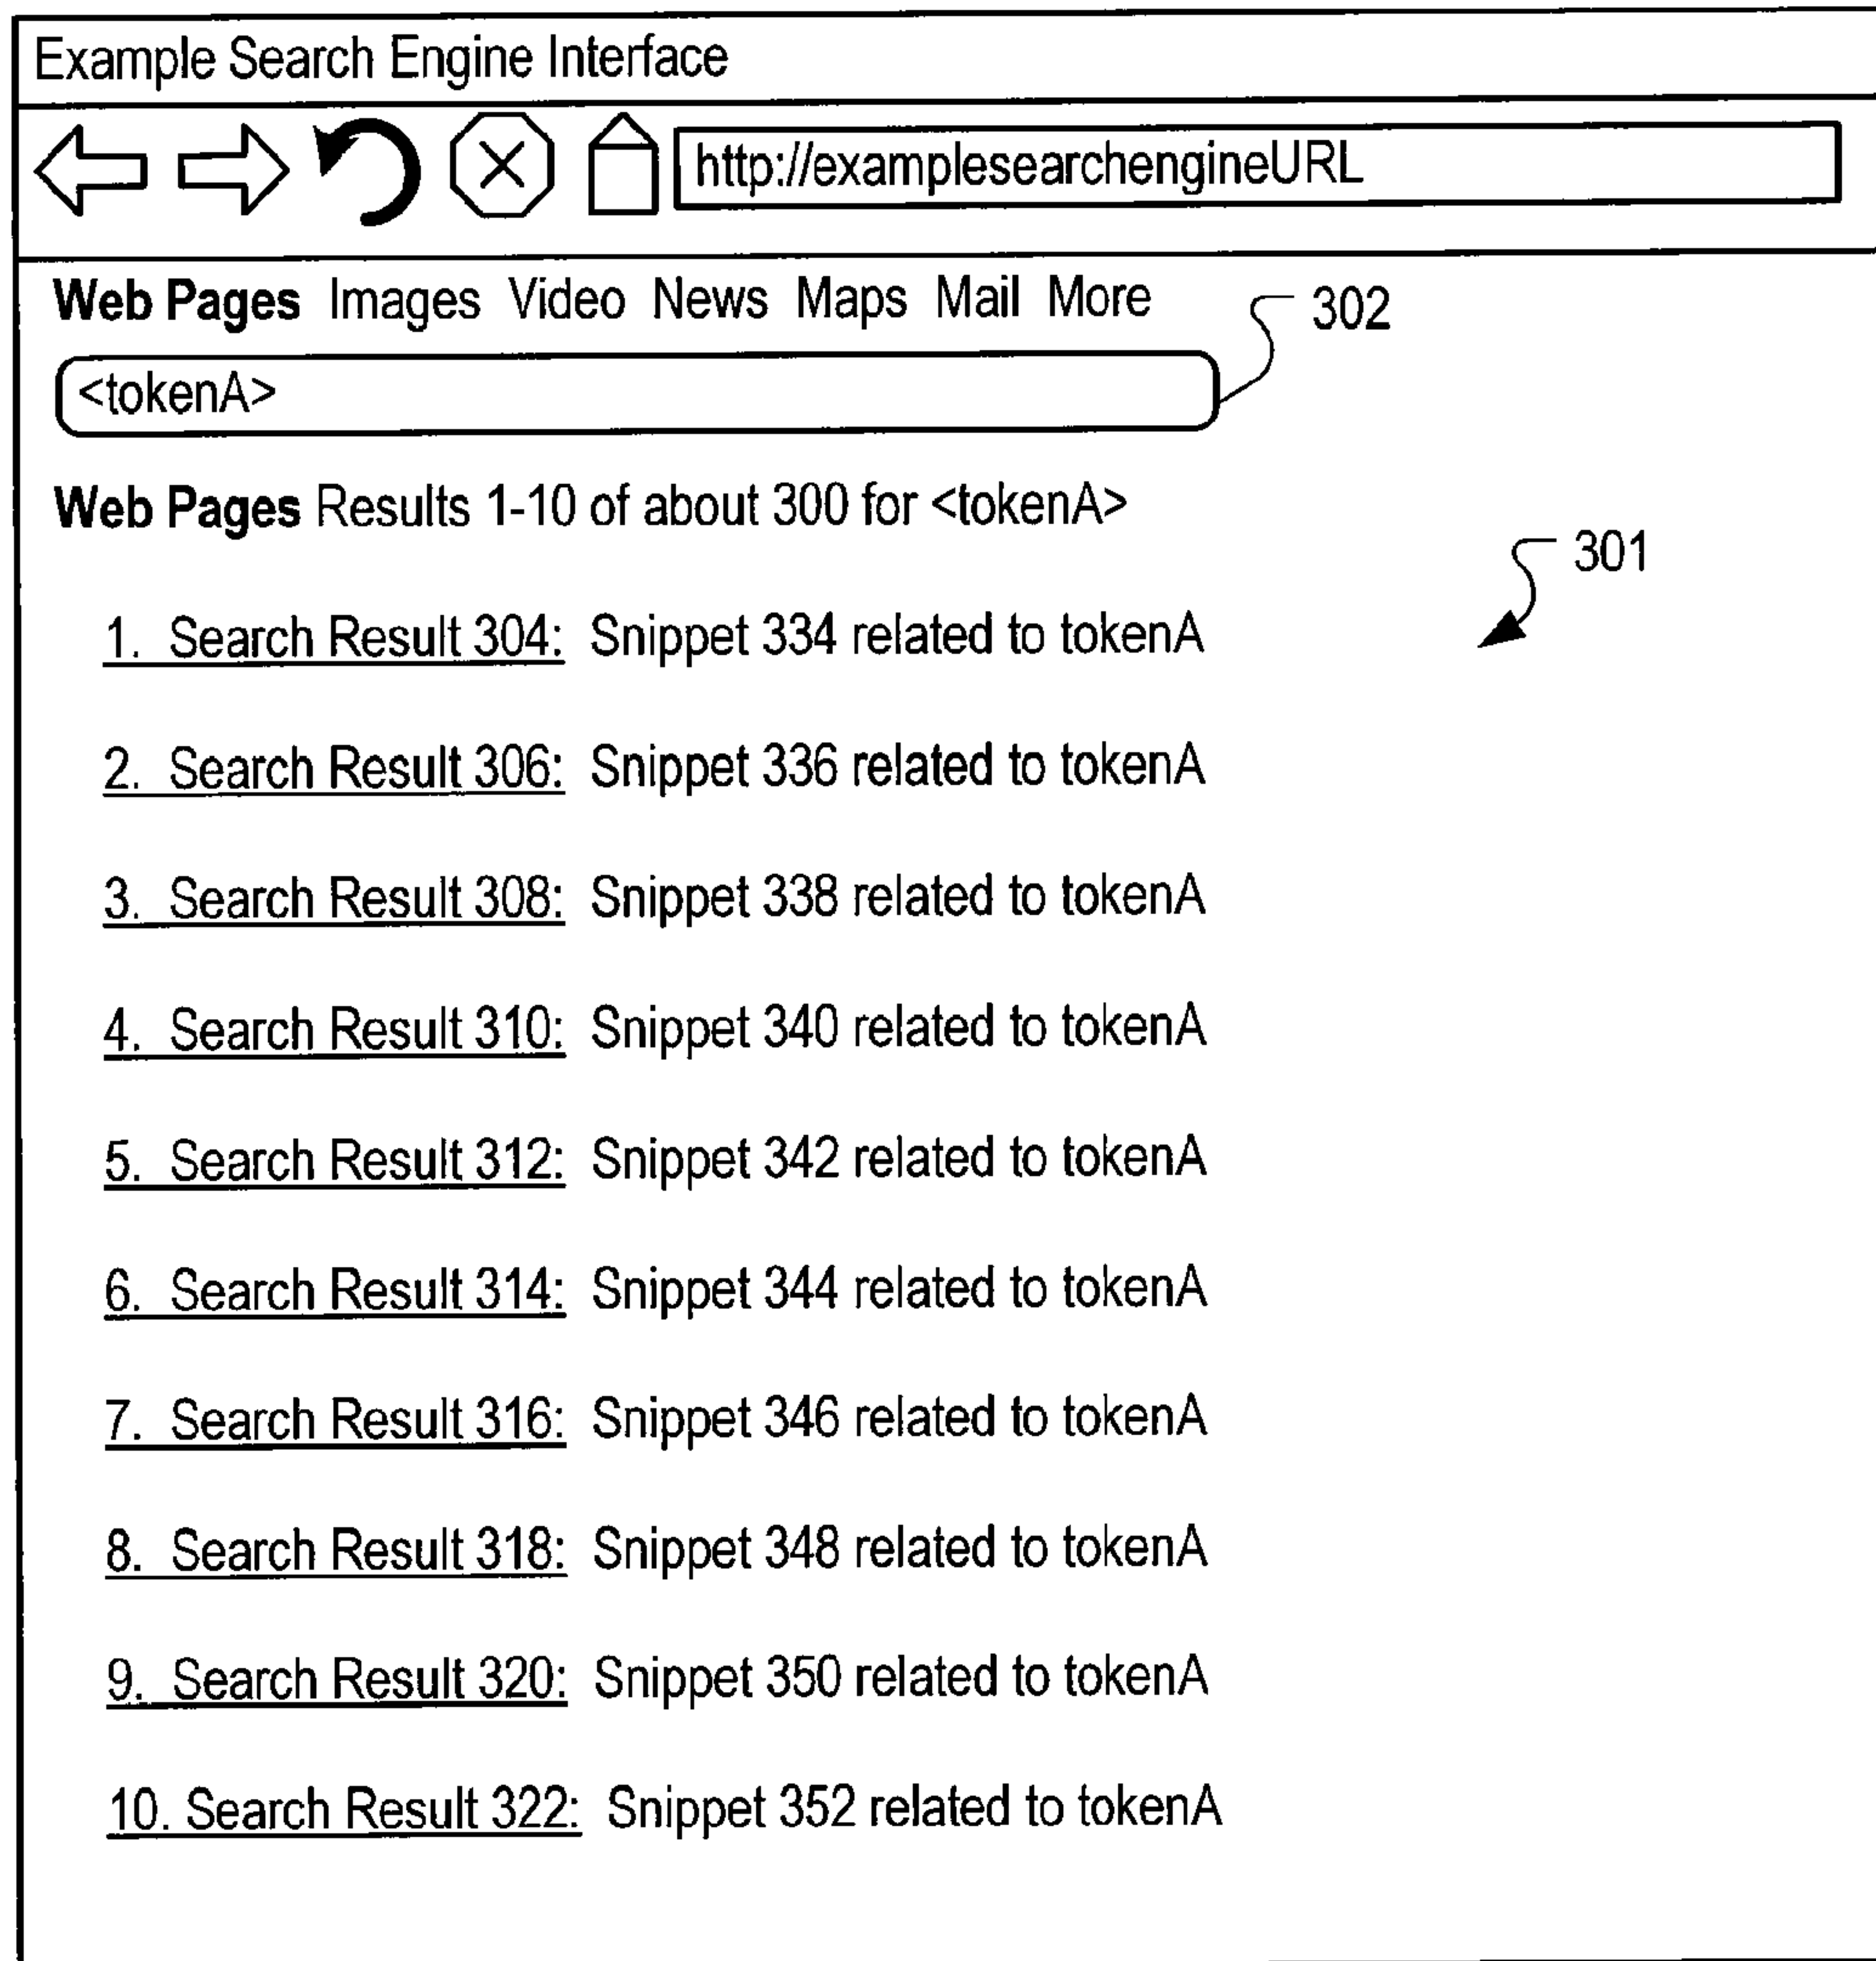 Example Search Engine Interface
http://examplesearchengineURL
Web Pages Images Video News Maps Mail More
302
<tokenA>
Web Pages Results 1-10 of about 300 for <tokenA>
301
1. Search Result 304: Snippet 334 related to tokenA
2. Search Result 306: Snippet 336 related to tokenA
3. Search Result 308: Snippet 338 related to tokenA
4. Search Result 310: Snippet 340 related to tokenA
5. Search Result 312: Snippet 342 related to tokenA
6. Search Result 314: Snippet 344 related to tokenA
7. Search Result 316: Snippet 346 related to tokenA
8. Search Result 318: Snippet 348 related to tokenA
9. Search Result 320: Snippet 350 related to tokenA
10. Search Result 322: Snippet 352 related to tokenA